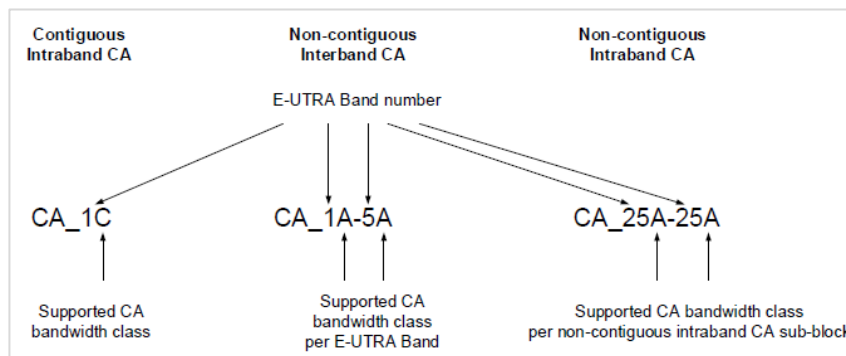 Contiguous
Intraband CA
Non-contiguous
Interband CA
Non-contiguous
Intraband CA
E-UTRA Band number
CA_1C
CA_1A-5A
CA_25A-25A
Supported CA
bandwidth class
Supported CA
bandwidth class
per E-UTRA Band
Supported CA bandwidth class
per non-contiguous intraband CA sub-block